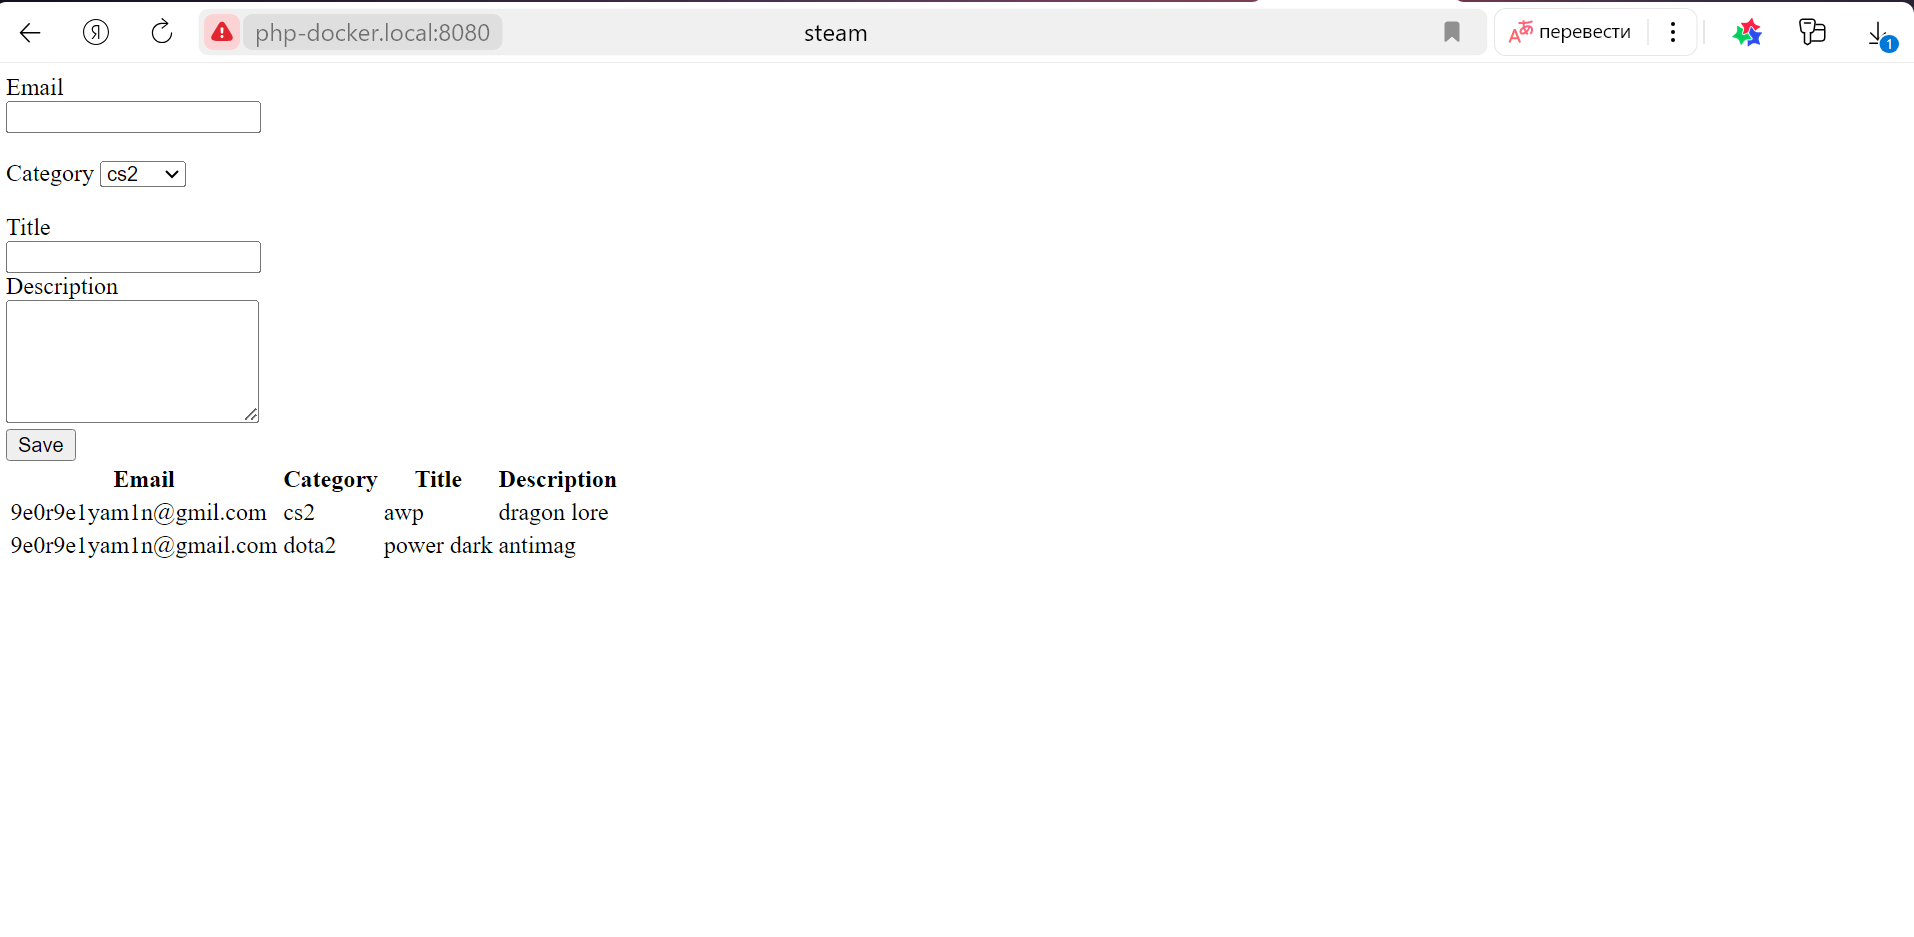 Я php-docker.local:8080 steam перевести
1
Email
Category cs2
Title
Description
Save
Email Category Title Description
9e0r9e1yam1n@gmil.com cs2 awp dragon lore
9e0r9e1yam1n@gmail.com dota2 power dark antimag